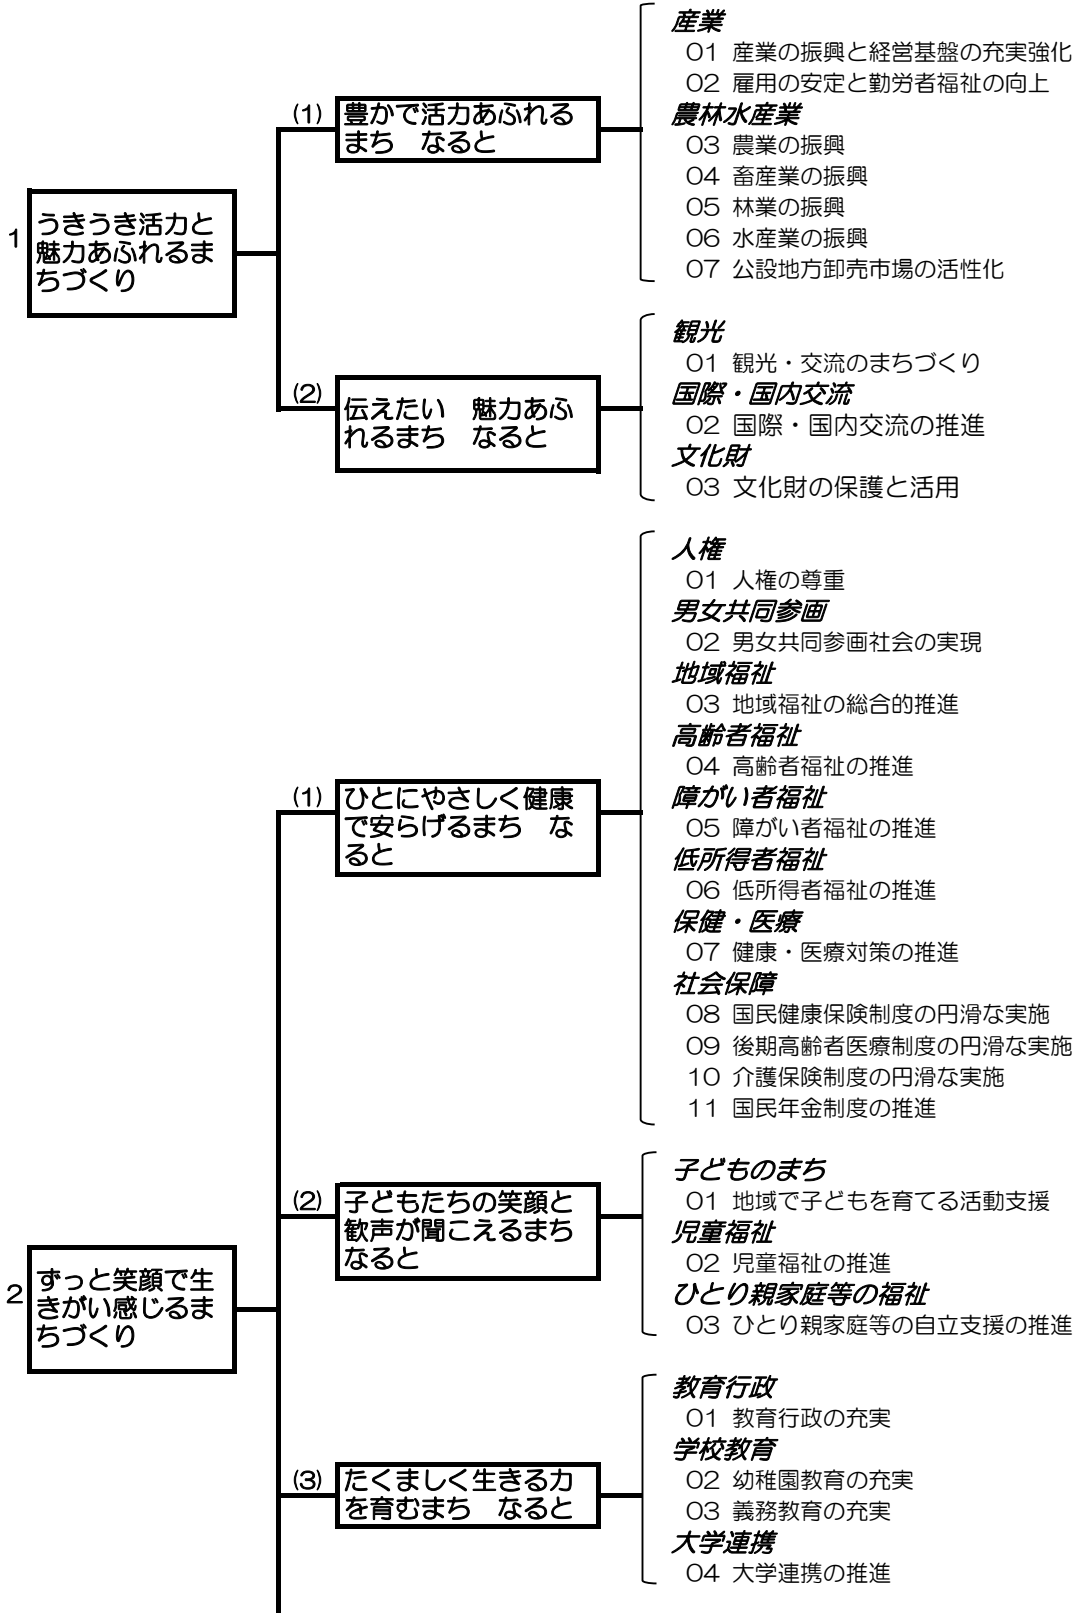 1
うきうき活力と
魅力あふれるま
ちづくり
(1)
豊かで活力あふれる
まち　なると
産業
01 産業の振興と経営基盤の充実強化
02 雇用の安定と勤労者福祉の向上
農林水産業
03 農業の振興
04 畜産業の振興
05 林業の振興
06 水産業の振興
07 公設地方卸売市場の活性化
(2)
伝えたい　魅力あふ
れるまち　なると
観光
01 観光・交流のまちづくり
国際・国内交流
02 国際・国内交流の推進
文化財
03 文化財の保護と活用
2
ずっと笑顔で生
きがい感じるま
ちづくり
(1)
ひとにやさしく健康
で安らげるまち　な
ると
人権
01 人権の尊重
男女共同参画
02 男女共同参画社会の実現
地域福祉
03 地域福祉の総合的推進
高齢者福祉
04 高齢者福祉の推進
障がい者福祉
05 障がい者福祉の推進
低所得者福祉
06 低所得者福祉の推進
保健・医療
07 健康・医療対策の推進
社会保障
08 国民健康保険制度の円滑な実施
09 後期高齢者医療制度の円滑な実施
10 介護保険制度の円滑な実施
11 国民年金制度の推進
(2)
子どもたちの笑顔と
歓声が聞こえるまち
なると
子どものまち
01 地域で子どもを育てる活動支援
児童福祉
02 児童福祉の推進
ひとり親家庭等の福祉
03 ひとり親家庭等の自立支援の推進
(3)
たくましく生きる力
を育むまち　なると
教育行政
01 教育行政の充実
学校教育
02 幼稚園教育の充実
03 義務教育の充実
大学連携
04 大学連携の推進